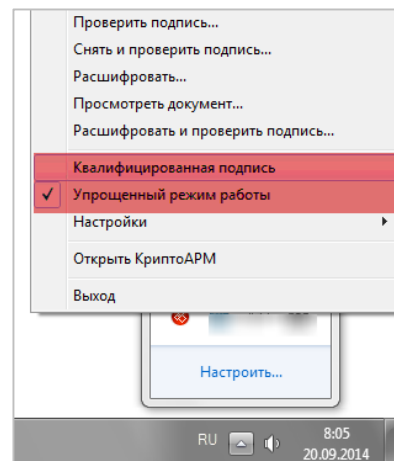 Проверить подпись...
Снять и проверить подпись...
Расшифровать...
Просмотреть документ...
Расшифровать и проверить подпись...
Квалифицированная подпись
Упрощенный режим работы
Настройки
Открыть КриптоАРМ
Выход
Настроить...
RU
8:05
20.09.2014